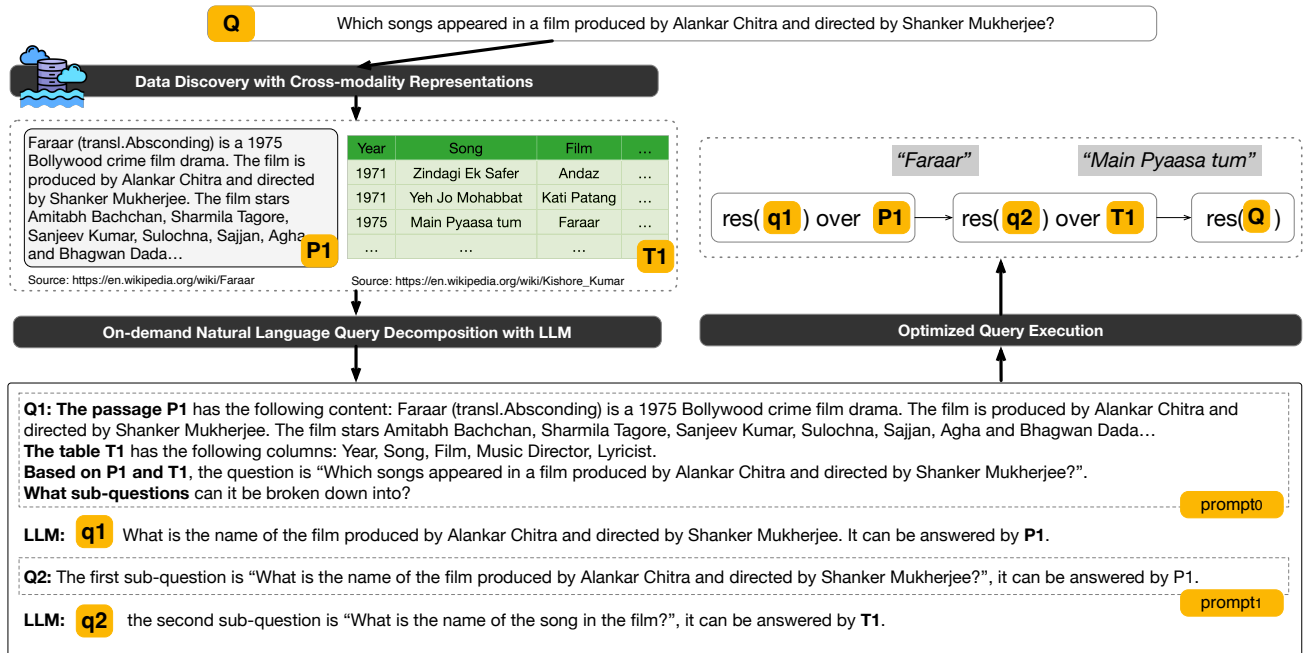 Q Which songs appeared in a film produced by Alankar Chitra and directed by Shanker Mukherjee?
Data Discovery with Cross-modality Representations
Faraar (transl.Absconding) is a 1975
Bollywood crime film drama. The film is
produced by Alankar Chitra and directed
by Shanker Mukherjee. The film stars
Amitabh Bachchan, Sharmila Tagore,
Sanjeev Kumar, Sulochna, Sajjan, Agha
and Bhagwan Dada…
P1
Source: https://en.wikipedia.org/wiki/Faraar
Year Song Film …
1971 Zindagi Ek Safer Andaz …
1971 Yeh Jo Mohabbat Kati Patang …
1975 Main Pyaasa tum Faraar …
… … …
T1
Source: https://en.wikipedia.org/wiki/Kishore_Kumar
“Faraar” “Main Pyaasa tum”
res( q1 ) over P1 res( q2 ) over T1 res( Q )
On-demand Natural Language Query Decomposition with LLM
Optimized Query Execution
Q1: The passage P1 has the following content: Faraar (transl.Absconding) is a 1975 Bollywood crime film drama. The film is produced by Alankar Chitra and
directed by Shanker Mukherjee. The film stars Amitabh Bachchan, Sharmila Tagore, Sanjeev Kumar, Sulochna, Sajjan, Agha and Bhagwan Dada…
The table T1 has the following columns: Year, Song, Film, Music Director, Lyricist.
Based on P1 and T1, the question is “Which songs appeared in a film produced by Alankar Chitra and directed by Shanker Mukherjee?”.
What sub-questions can it be broken down into?
prompt0
LLM: q1 What is the name of the film produced by Alankar Chitra and directed by Shanker Mukherjee. It can be answered by P1.
Q2: The first sub-question is “What is the name of the film produced by Alankar Chitra and directed by Shanker Mukherjee?”, it can be answered by P1.
prompt1
LLM: q2 the second sub-question is “What is the name of the song in the film?”, it can be answered by T1.